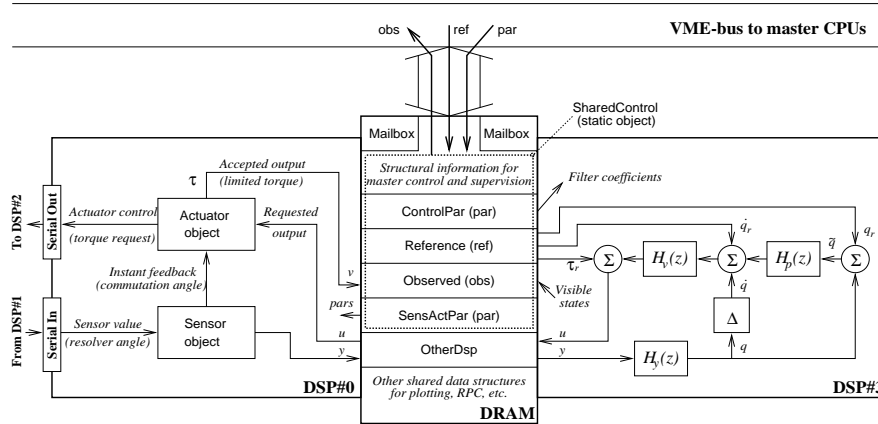 VME-bus to master CPUs
obs
ref
par
SharedControl
(static object)
Mailbox
Mailbox
Structural information for
master control and supervision
Filter coefficients
ControlPar (par)
Reference (ref)
Observed (obs)
SensActPar (par)
OtherDsp
Other shared data structures
for plotting, RPC, etc.
DRAM
To DSP#2
Serial Out
Actuator control
(torque request)
Actuator
object
τ
Accepted output
(limited torque)
Requested
output
Instant feedback
(commutation angle)
From DSP#1
Serial In
Sensor value
(resolver angle)
Sensor
object
v
pars
u
y
DSP#0
τr
Σ
Hv(z)
q̇r
Σ
Hp(z)
q̃
qr
Σ
q̇
Visible
states
Δ
u
y
Hy(z)
q
DSP#3